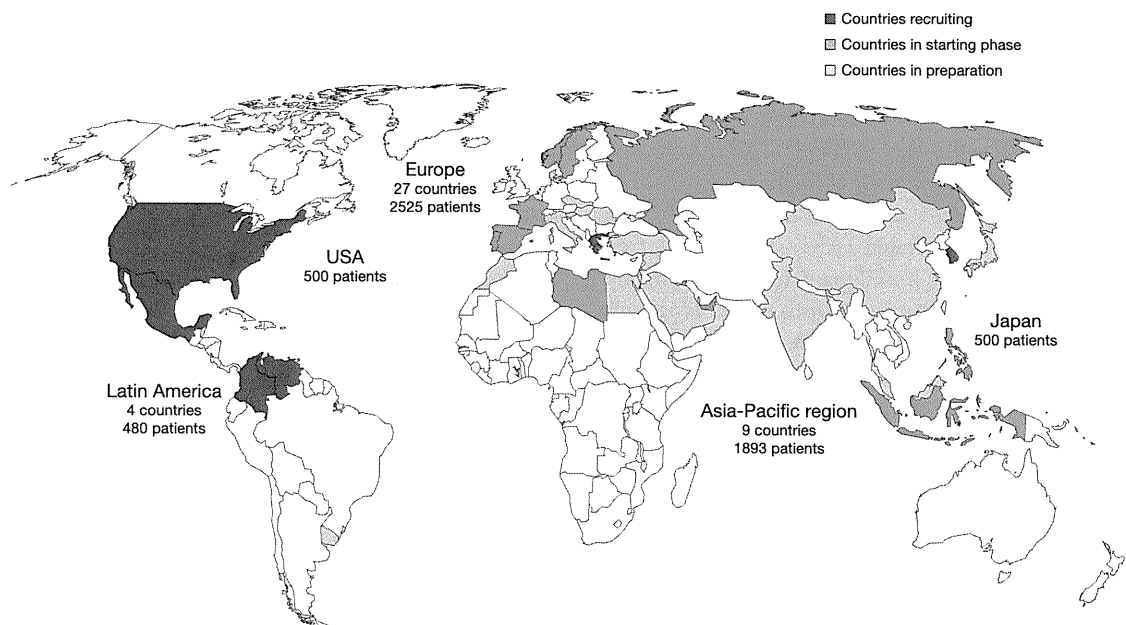 Countries recruiting
Countries in starting phase
Countries in preparation
Europe
27 countries
2525 patients
USA
500 patients
Japan
500 patients
Latin America
4 countries
480 patients
Asia-Pacific region
9 countries
1893 patients